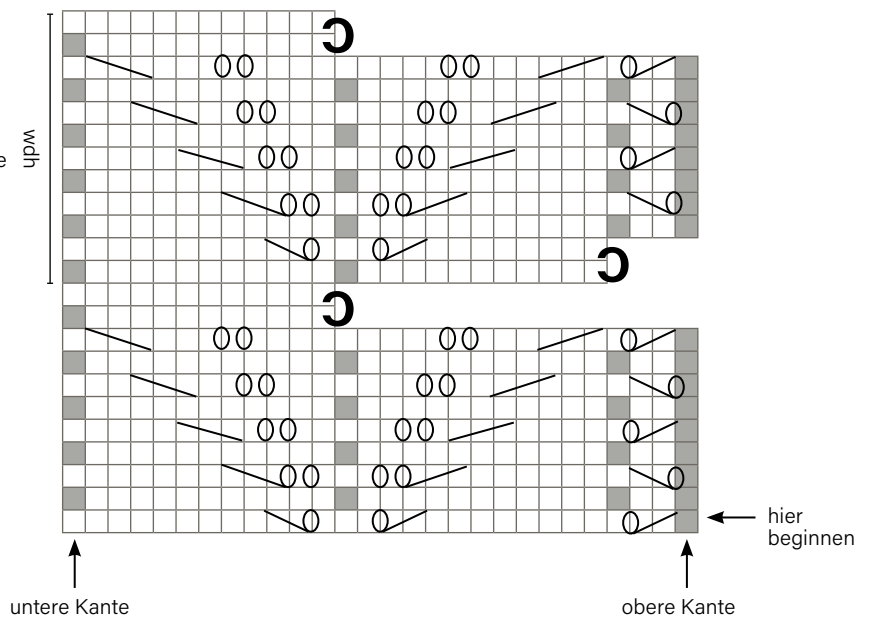 e
wdh
hier
beginnen
untere Kante
obere Kante